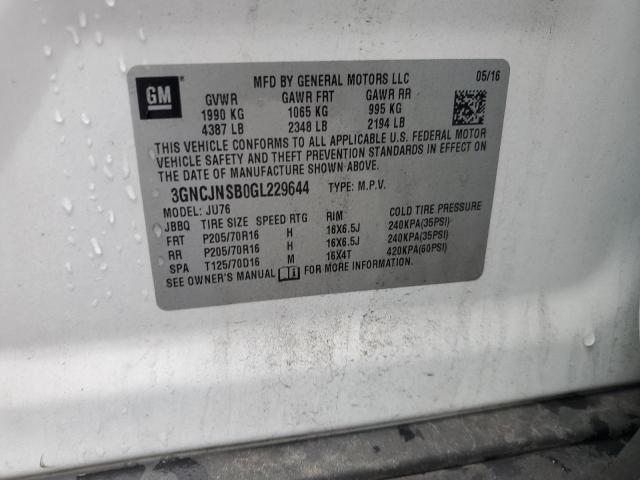 GM
MFD BY GENERAL MOTORS LLC 05/16
GVWR GAWR FRT GAWR RR
1990 KG 1065 KG 995 KG
4387 LB 2348 LB 2194 LB
THIS VEHICLE CONFORMS TO ALL APPLICABLE U.S. FEDERAL MOTOR
VEHICLE SAFETY AND THEFT PREVENTION STANDARDS IN EFFECT ON
THE DATE OF MANUFACTURE SHOWN ABOVE.
3GNCJNSB0GL229644 TYPE: M.P.V.
MODEL: JU76
JBBQ TIRE SIZE SPEED RTG RIM COLD TIRE PRESSURE
FRT P205/70R16 H 16X6.5J 240KPA(35PSI)
RR P205/70R16 H 16X6.5J 240KPA(35PSI)
SPA T125/70D16 M 16X4T 420KPA(60PSI)
SEE OWNER'S MANUAL FOR MORE INFORMATION.